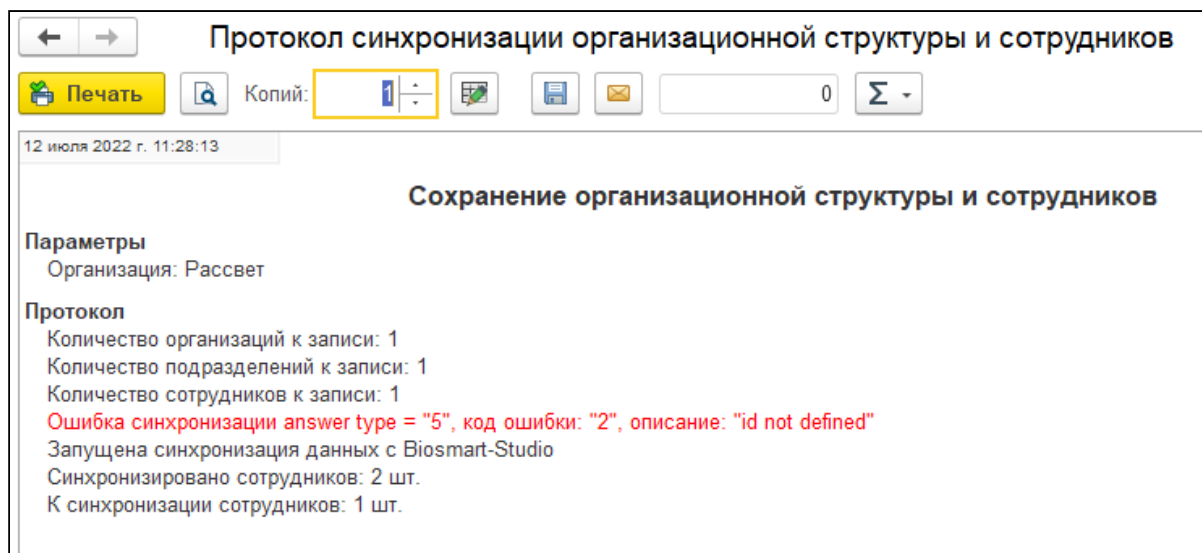 Протокол синхронизации организационной структуры и сотрудников
Печать Копий: 1 0 Σ
12 июля 2022 г. 11:28:13
Сохранение организационной структуры и сотрудников
Параметры
Организация: Рассвет
Протокол
Количество организаций к записи: 1
Количество подразделений к записи: 1
Количество сотрудников к записи: 1
Ошибка синхронизации answer type = "5", код ошибки: "2", описание: "id not defined"
Запущена синхронизация данных с Biosmart-Studio
Синхронизировано сотрудников: 2 шт.
К синхронизации сотрудников: 1 шт.